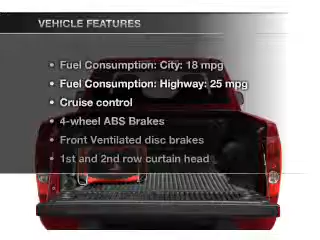 VEHICLE FEATURES
• Fuel Consumption: City: 18 mpg
• Fuel Consumption: Highway: 25 mpg
• Cruise control
• 4-wheel ABS Brakes
• Front Ventilated disc brakes
• 1st and 2nd row curtain head
•